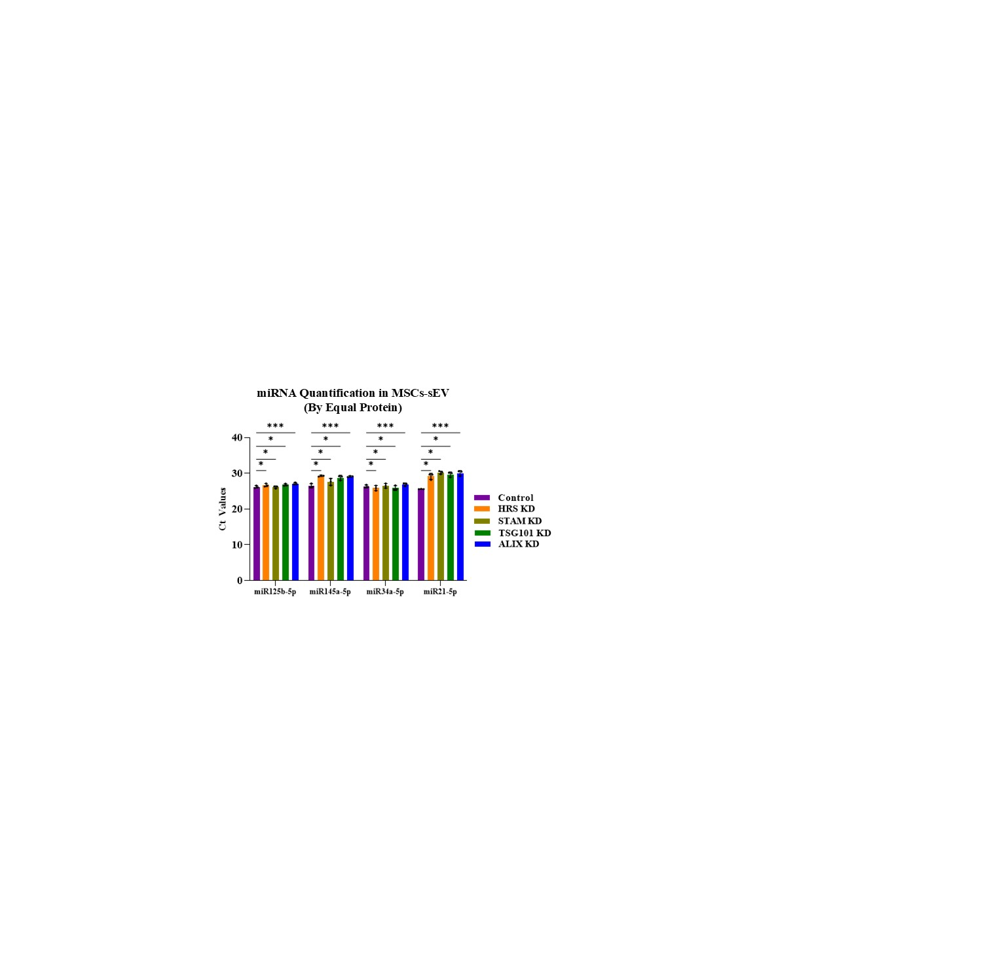 miRNA Quantification in MSCs-sEV
(By Equal Protein)
*** *** *** ***
* * * *
* * * *
* * * *
40
30
20
10
0
Ct Values
miR125b-5p miR145a-5p miR34a-5p miR21-5p
Control
HRS KD
STAM KD
TSG101 KD
ALIX KD